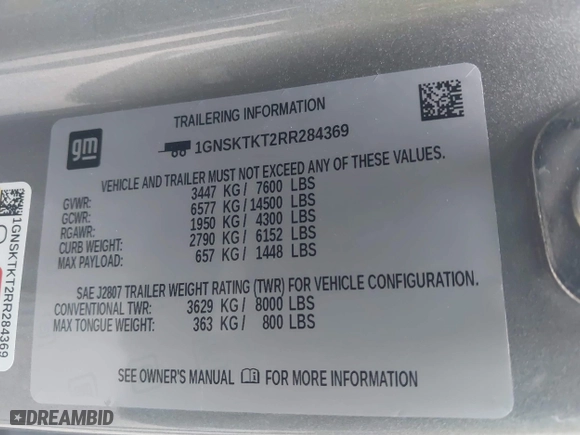 gm
TRAILERING INFORMATION
1GNSKTKT2RR284369
VEHICLE AND TRAILER MUST NOT EXCEED ANY OF THESE VALUES.
GVWR: 3447 KG / 7600 LBS
GCWR: 6577 KG / 14500 LBS
RGAWR: 1950 KG / 4300 LBS
CURB WEIGHT: 2790 KG / 6152 LBS
MAX PAYLOAD: 657 KG / 1448 LBS
SAE J2807 TRAILER WEIGHT RATING (TWR) FOR VEHICLE CONFIGURATION.
CONVENTIONAL TWR: 3629 KG / 8000 LBS
MAX TONGUE WEIGHT: 363 KG / 800 LBS
SEE OWNER'S MANUAL FOR MORE INFORMATION
1GNSKTKT2RR284369
DREAMBID